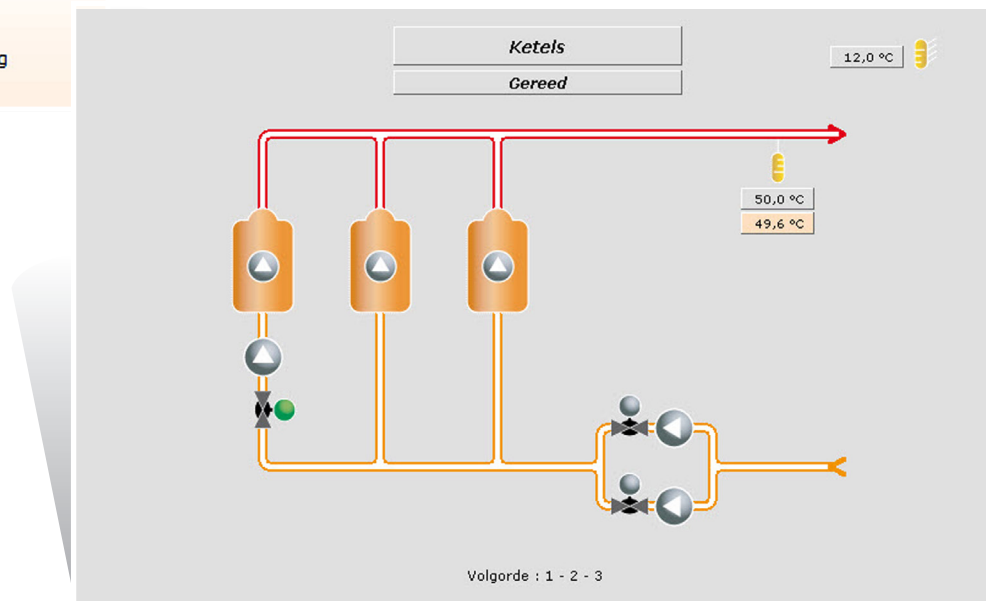 g
Ketels
Gereed
12,0 °C
50,0 °C
49,6 °C
Volgorde : 1 - 2 - 3